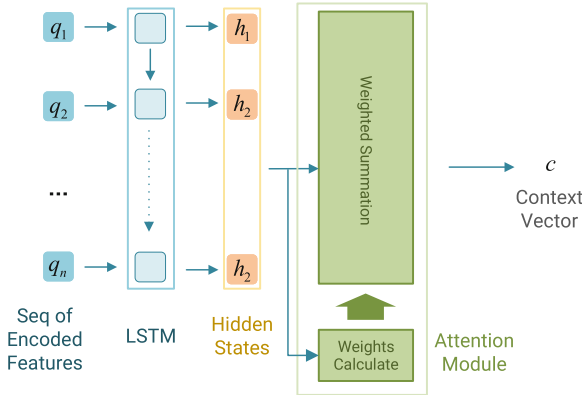 q1
h1
q2
h2
...
qn
h2
Weighted Summation
c
Context
Vector
Seq of
Encoded
Features
LSTM
Hidden
States
Weights
Calculate
Attention
Module